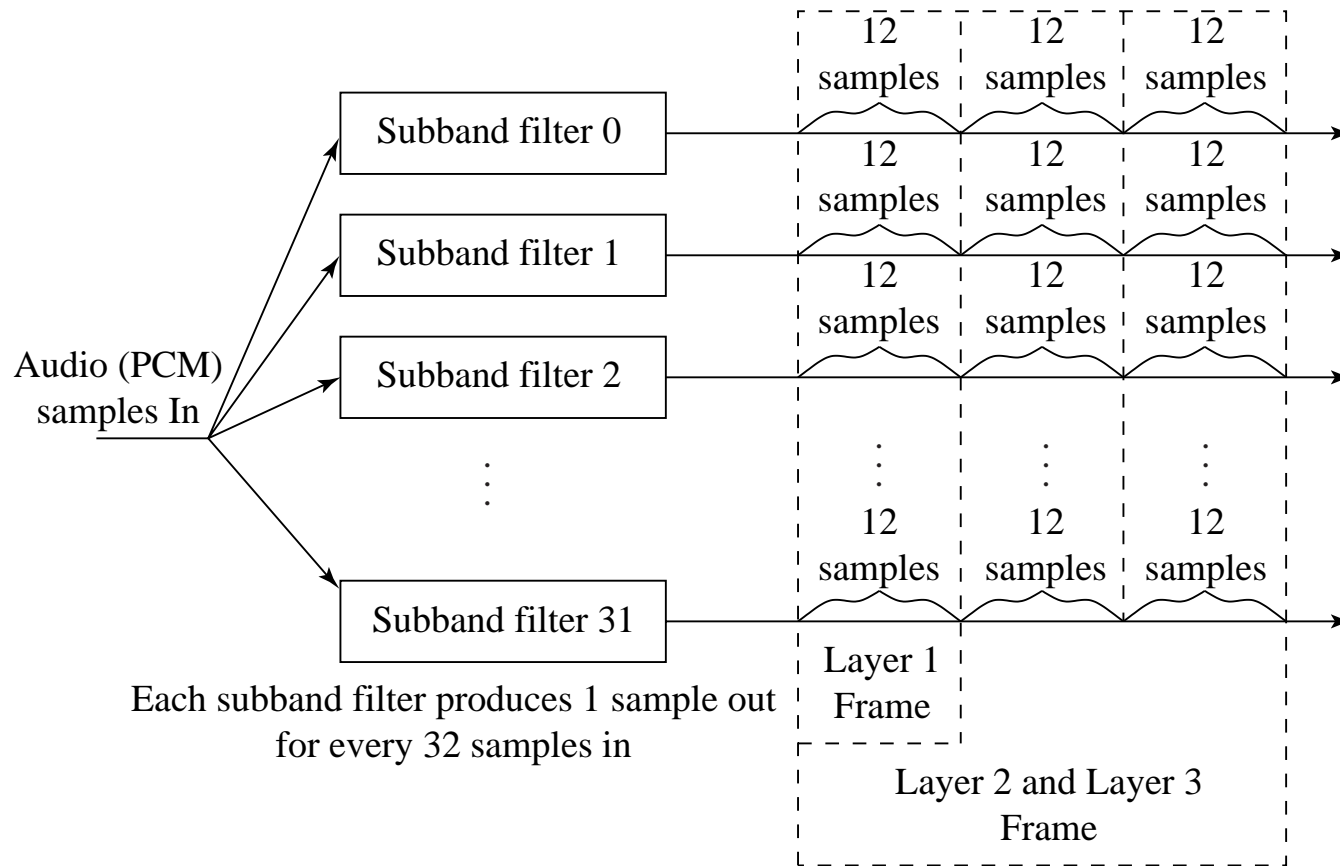 12 12 12
samples samples samples
Subband filter 0
12 12 12
samples samples samples
Subband filter 1
12 12 12
samples samples samples
Audio (PCM)
samples In
Subband filter 2
12 12 12
samples samples samples
Subband filter 31
Each subband filter produces 1 sample out
for every 32 samples in
Layer 1
Frame
Layer 2 and Layer 3
Frame